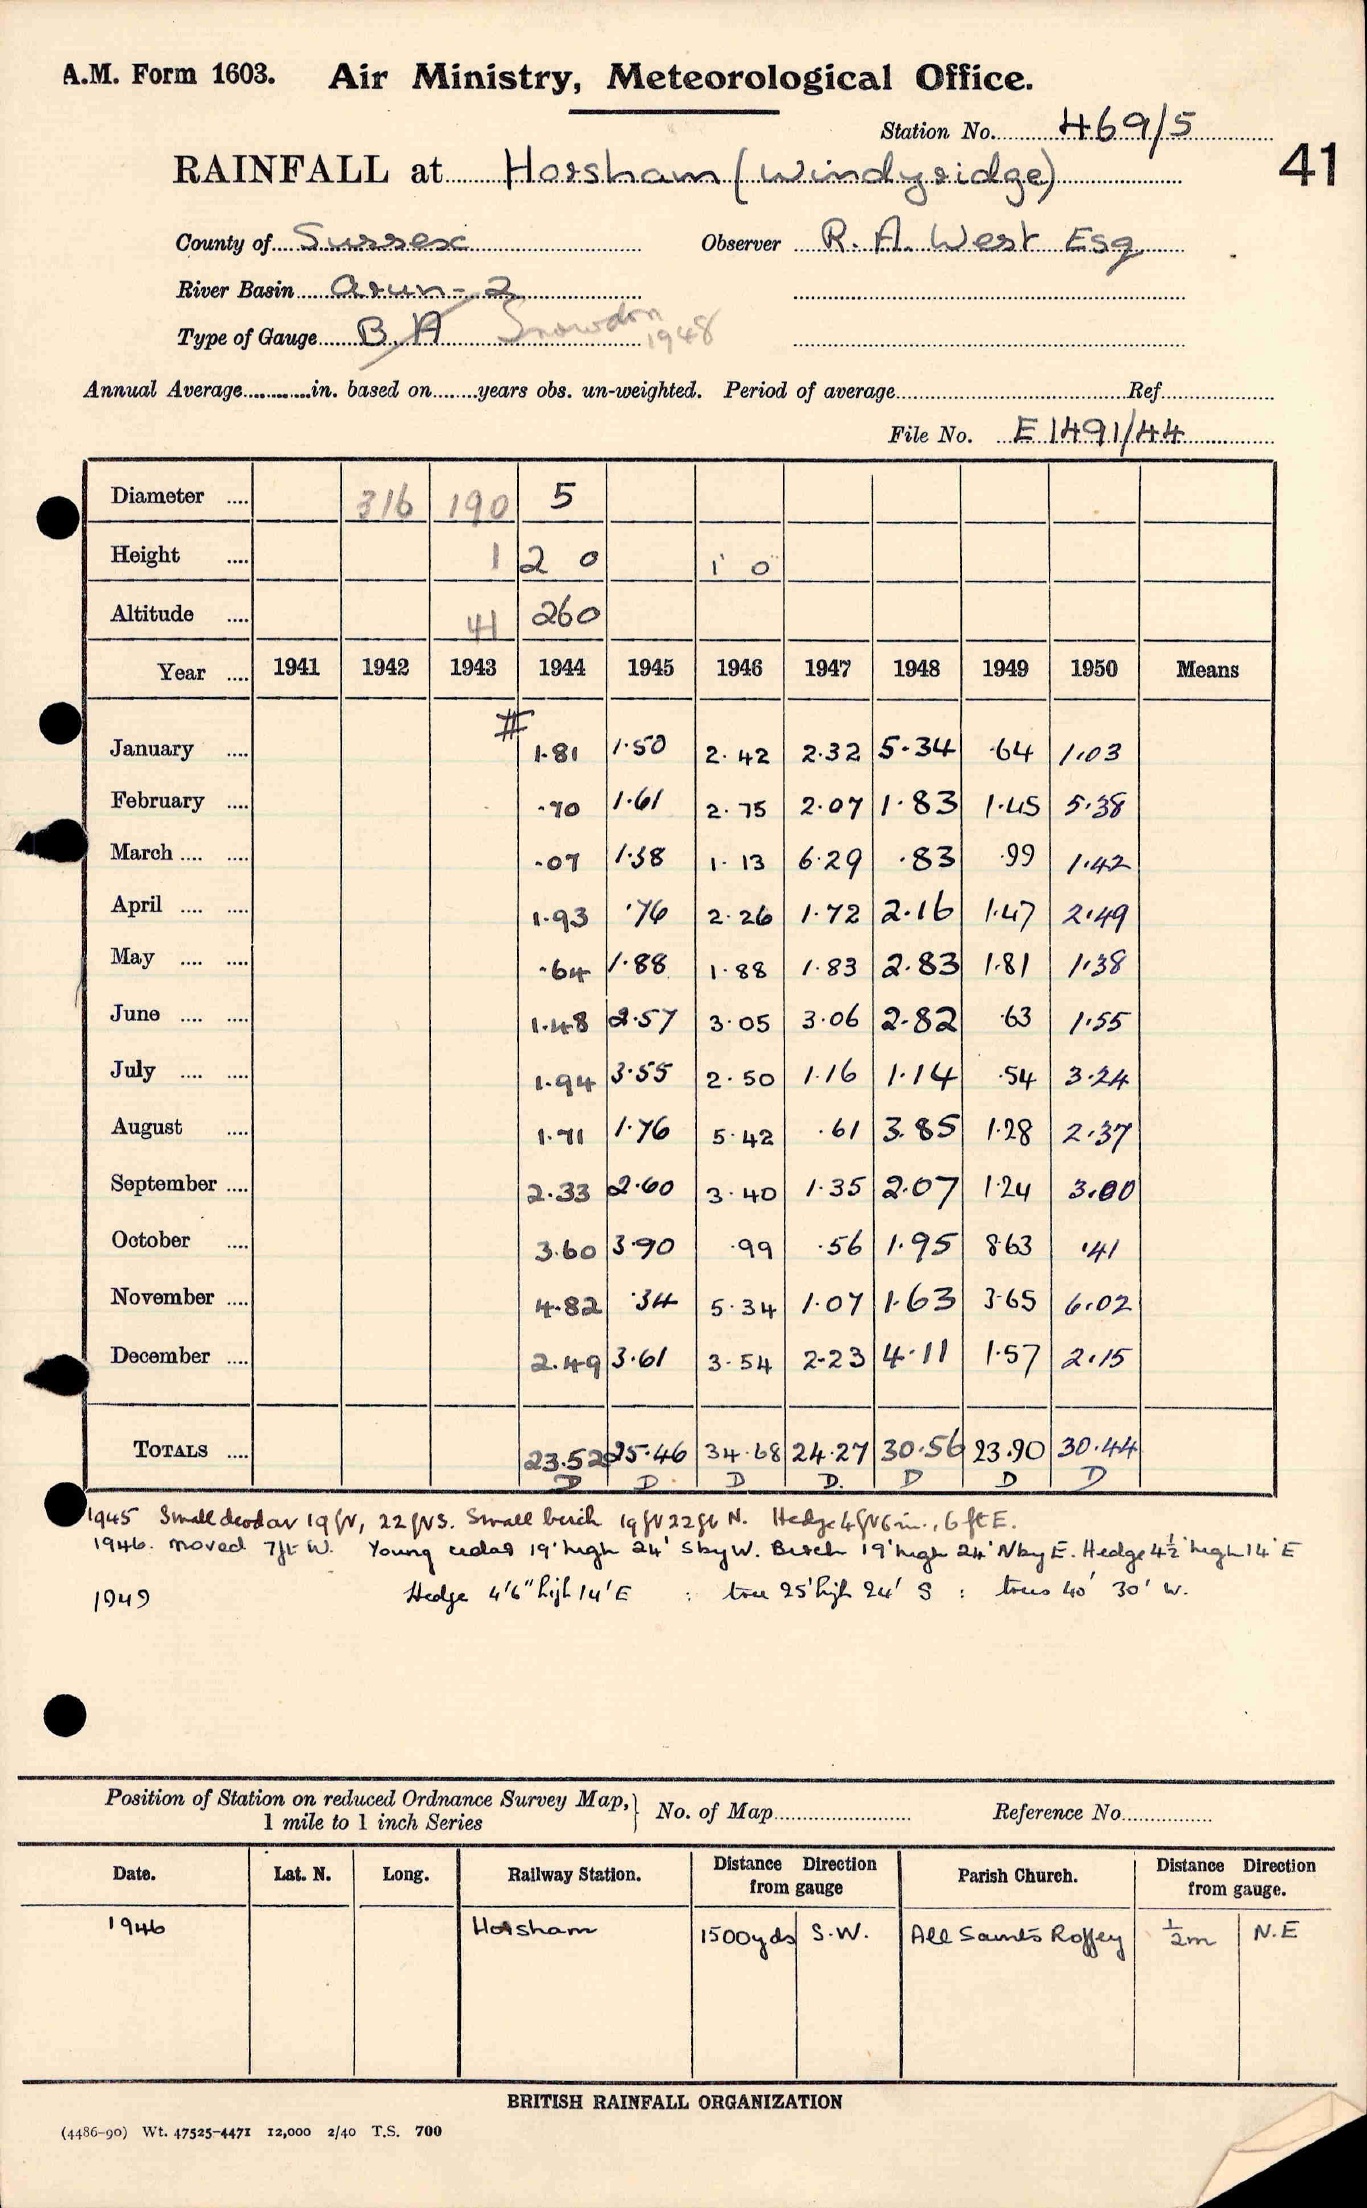 A.M. Form 1603. Air Ministry, Meteorological Office.
Station No. 469/5
41
RAINFALL at Horsham (Windyridge)
County of Sussex Observer R. A. West Esq
River Basin Arun - 2
Type of Gauge B. A Snowdon 1948
Annual Average............in. based on........years obs. un-weighted. Period of average.............Ref.............
File No. E 1491/44
Diameter .... 316 190 5
Height .... 1 2 0 1 0
Altitude .... 41 260
Year .... 1941 1942 1943 1944 1945 1946 1947 1948 1949 1950 Means
January .... # 1.81 1.50 2.42 2.32 5.34 .64 1.03
February .... .70 1.61 2.75 2.07 1.83 1.45 5.38
March .... .... .07 1.38 1.13 6.29 .83 .99 1.42
April .... .... 1.93 .76 2.26 1.72 2.16 1.47 2.49
May .... .... .64 1.88 1.88 1.83 2.83 1.81 1.38
June .... .... 1.48 2.57 3.05 3.06 2.82 .63 1.55
July .... .... 1.94 3.55 2.50 1.16 1.14 .54 3.24
August .... 1.71 1.76 5.42 .61 3.85 1.28 2.37
September .... 2.33 2.60 3.40 1.35 2.07 1.24 3.00
October .... 3.60 3.90 .99 .56 1.95 8.63 .41
November .... 4.82 .34 5.34 1.07 1.63 3.65 6.02
December .... 2.49 3.61 3.54 2.23 4.11 1.57 2.15
TOTALS .... 23.52 25.46 34.68 24.27 30.56 23.90 30.44
D D D D. D D D
1945 Small deodar 19ft, 22ft S. Small birch 19ft 22ft N. Hedge 4ft 6in., 6ft E.
1946. moved 7ft W. Young cedar 19' high 24' S by W. Birch 19' high 24' N by E. Hedge 4½' high 14' E
1949 Hedge 4'6" high 14' E : tree 25' high 24' S : trees 40' 30' W.
Position of Station on reduced Ordnance Survey Map, 1 mile to 1 inch Series } No. of Map............ Reference No............
Date. Lat. N. Long. Railway Station. Distance Direction from gauge Parish Church. Distance Direction from gauge.
1946 Horsham 1500yds S.W. All Saints Roffey ½m N.E
BRITISH RAINFALL ORGANIZATION
(4486-90) Wt. 47525-4471 12,000 2/40 T.S. 700